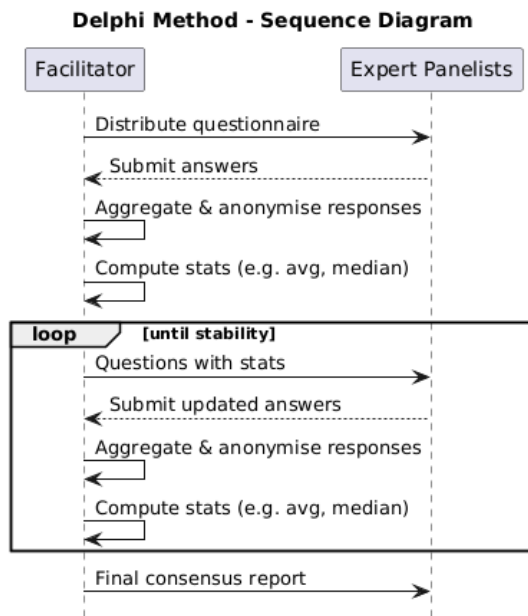 Delphi Method - Sequence Diagram
Facilitator
Expert Panelists
Distribute questionnaire
Submit answers
Aggregate & anonymise responses
Compute stats (e.g. avg, median)
loop [until stability]
Questions with stats
Submit updated answers
Aggregate & anonymise responses
Compute stats (e.g. avg, median)
Final consensus report